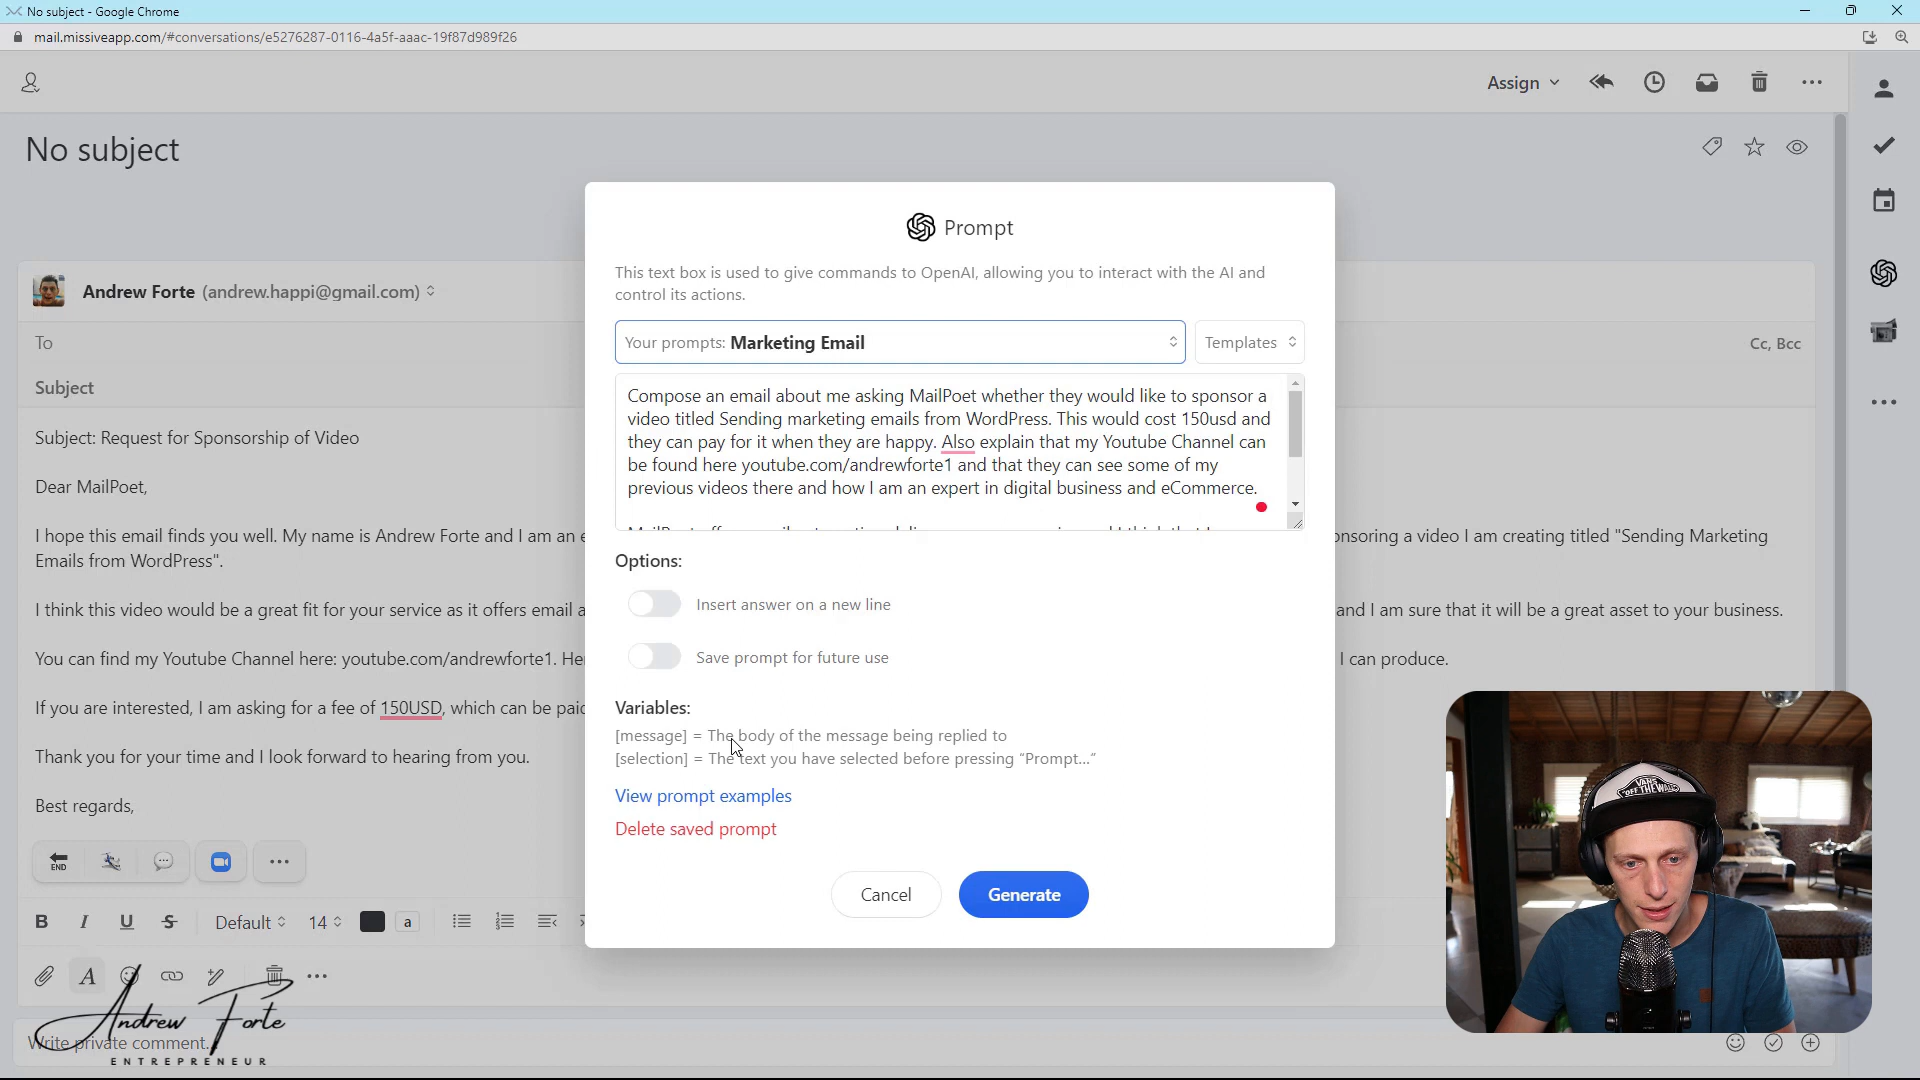 No subject - Google Chrome
mail.missiveapp.com/#conversations/e5276287-0116-4a5f-aaac-19f87d989f26
Assign
No subject
Andrew Forte (andrew.happi@gmail.com)
To
Cc, Bcc
Subject
Subject: Request for Sponsorship of Video
Dear MailPoet,
I hope this email finds you well. My name is Andrew Forte and I am an e
onsoring a video I am creating titled "Sending Marketing
Emails from WordPress".
I think this video would be a great fit for your service as it offers email a
and I am sure that it will be a great asset to your business.
You can find my Youtube Channel here: youtube.com/andrewforte1. He
I can produce.
If you are interested, I am asking for a fee of 150USD, which can be paid
Thank you for your time and I look forward to hearing from you.
Best regards,
END
B I U S Default 14 a
A
Write private comment...
Andrew Forte
ENTREPRENEUR
Prompt
This text box is used to give commands to OpenAI, allowing you to interact with the AI and
control its actions.
Your prompts: Marketing Email
Templates
Compose an email about me asking MailPoet whether they would like to sponsor a
video titled Sending marketing emails from WordPress. This would cost 150usd and
they can pay for it when they are happy. Also explain that my Youtube Channel can
be found here youtube.com/andrewforte1 and that they can see some of my
previous videos there and how I am an expert in digital business and eCommerce.
Options:
Insert answer on a new line
Save prompt for future use
Variables:
[message] = The body of the message being replied to
[selection] = The text you have selected before pressing “Prompt...”
View prompt examples
Delete saved prompt
Cancel
Generate
VANS
"OFF THE WALL"